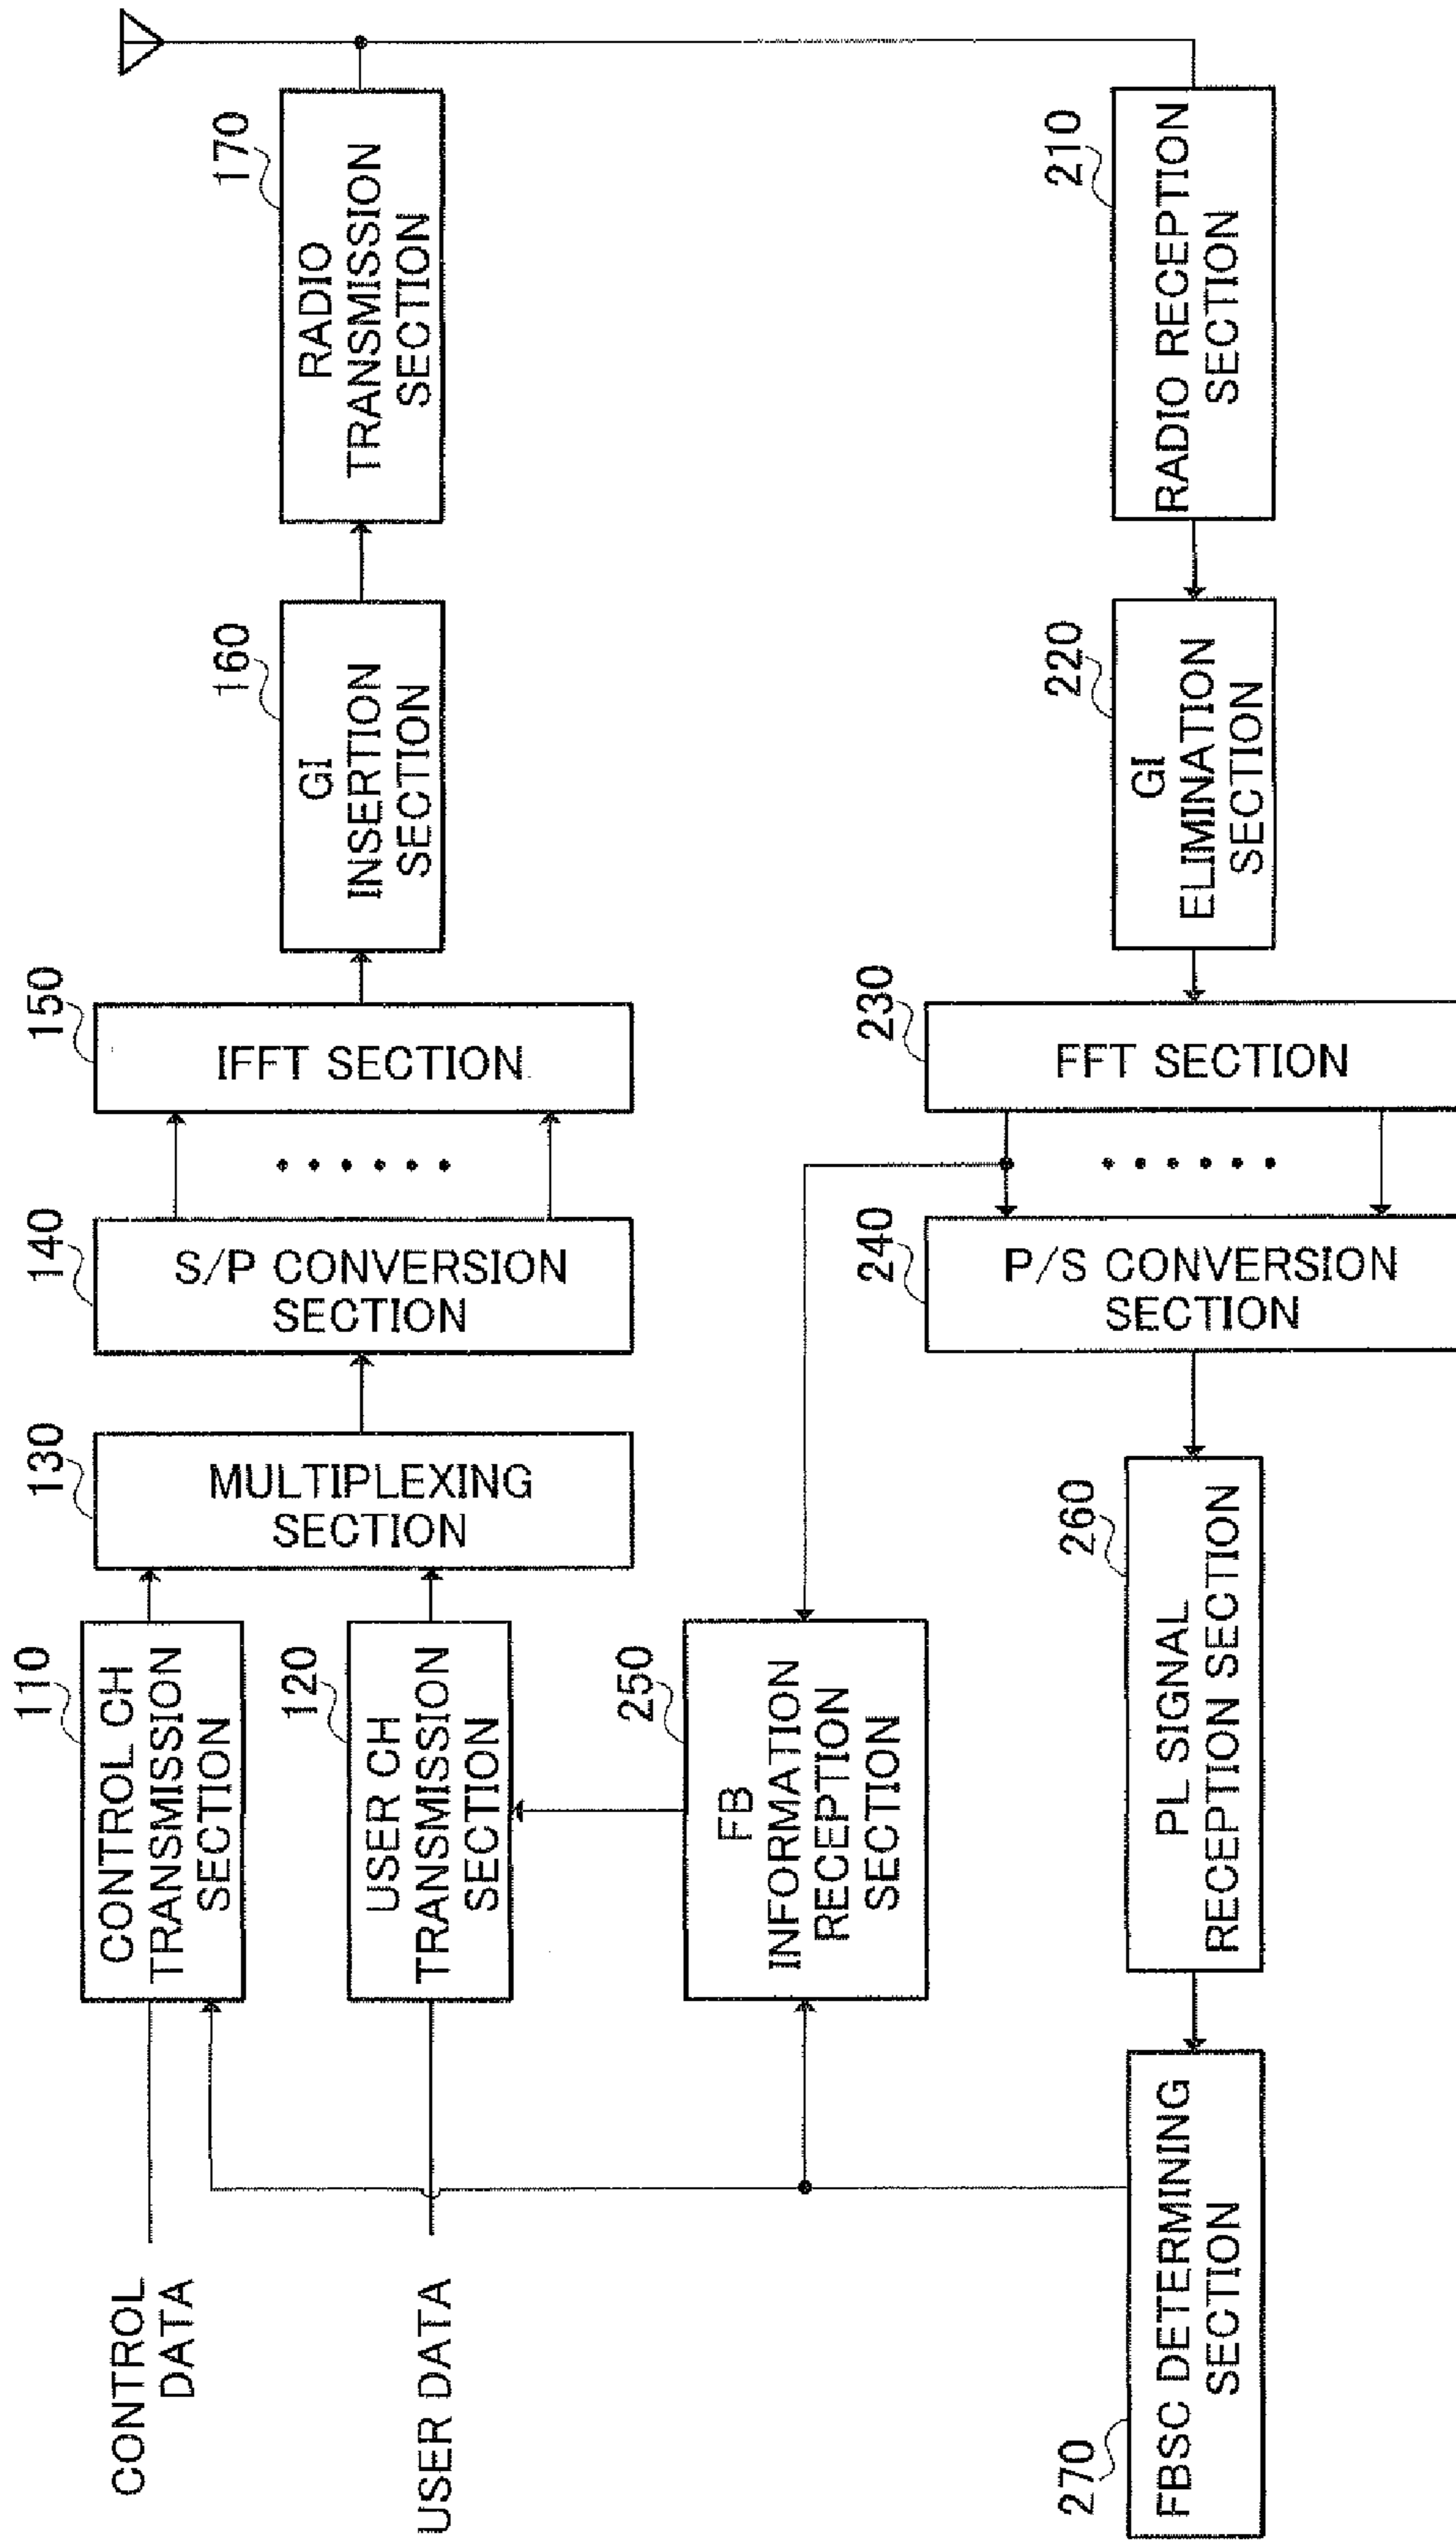 CONTROL
DATA
USER DATA
110
CONTROL CH
TRANSMISSION
SECTION
120
USER CH
TRANSMISSION
SECTION
130
MULTIPLEXING
SECTION
140
S/P CONVERSION
SECTION
150
IFFT SECTION
160
GI
INSERTION
SECTION
170
RADIO
TRANSMISSION
SECTION
250
FB
INFORMATION
RECEPTION
SECTION
270
FBSC DETERMINING
SECTION
260
PL SIGNAL
RECEPTION SECTION
240
P/S CONVERSION
SECTION
230
FFT SECTION
220
GI
ELIMINATION
SECTION
210
RADIO RECEPTION
SECTION